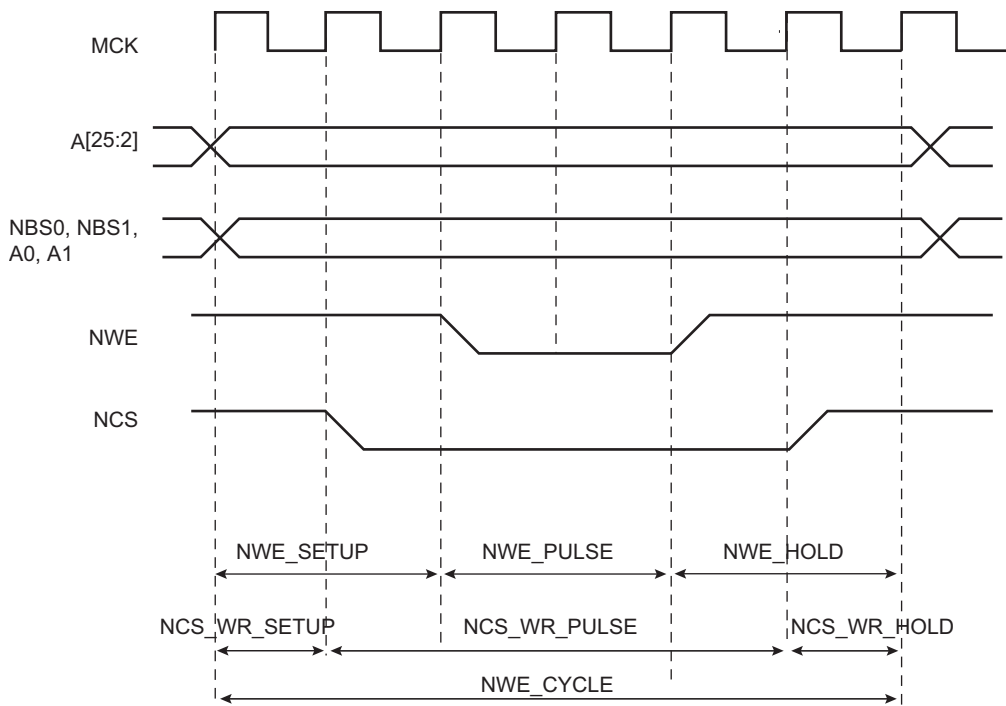 MCK
A[25:2]
NBS0, NBS1,
A0, A1
NWE
NCS
NWE_SETUP
NWE_PULSE
NWE_HOLD
NCS_WR_SETUP
NCS_WR_PULSE
NCS_WR_HOLD
NWE_CYCLE